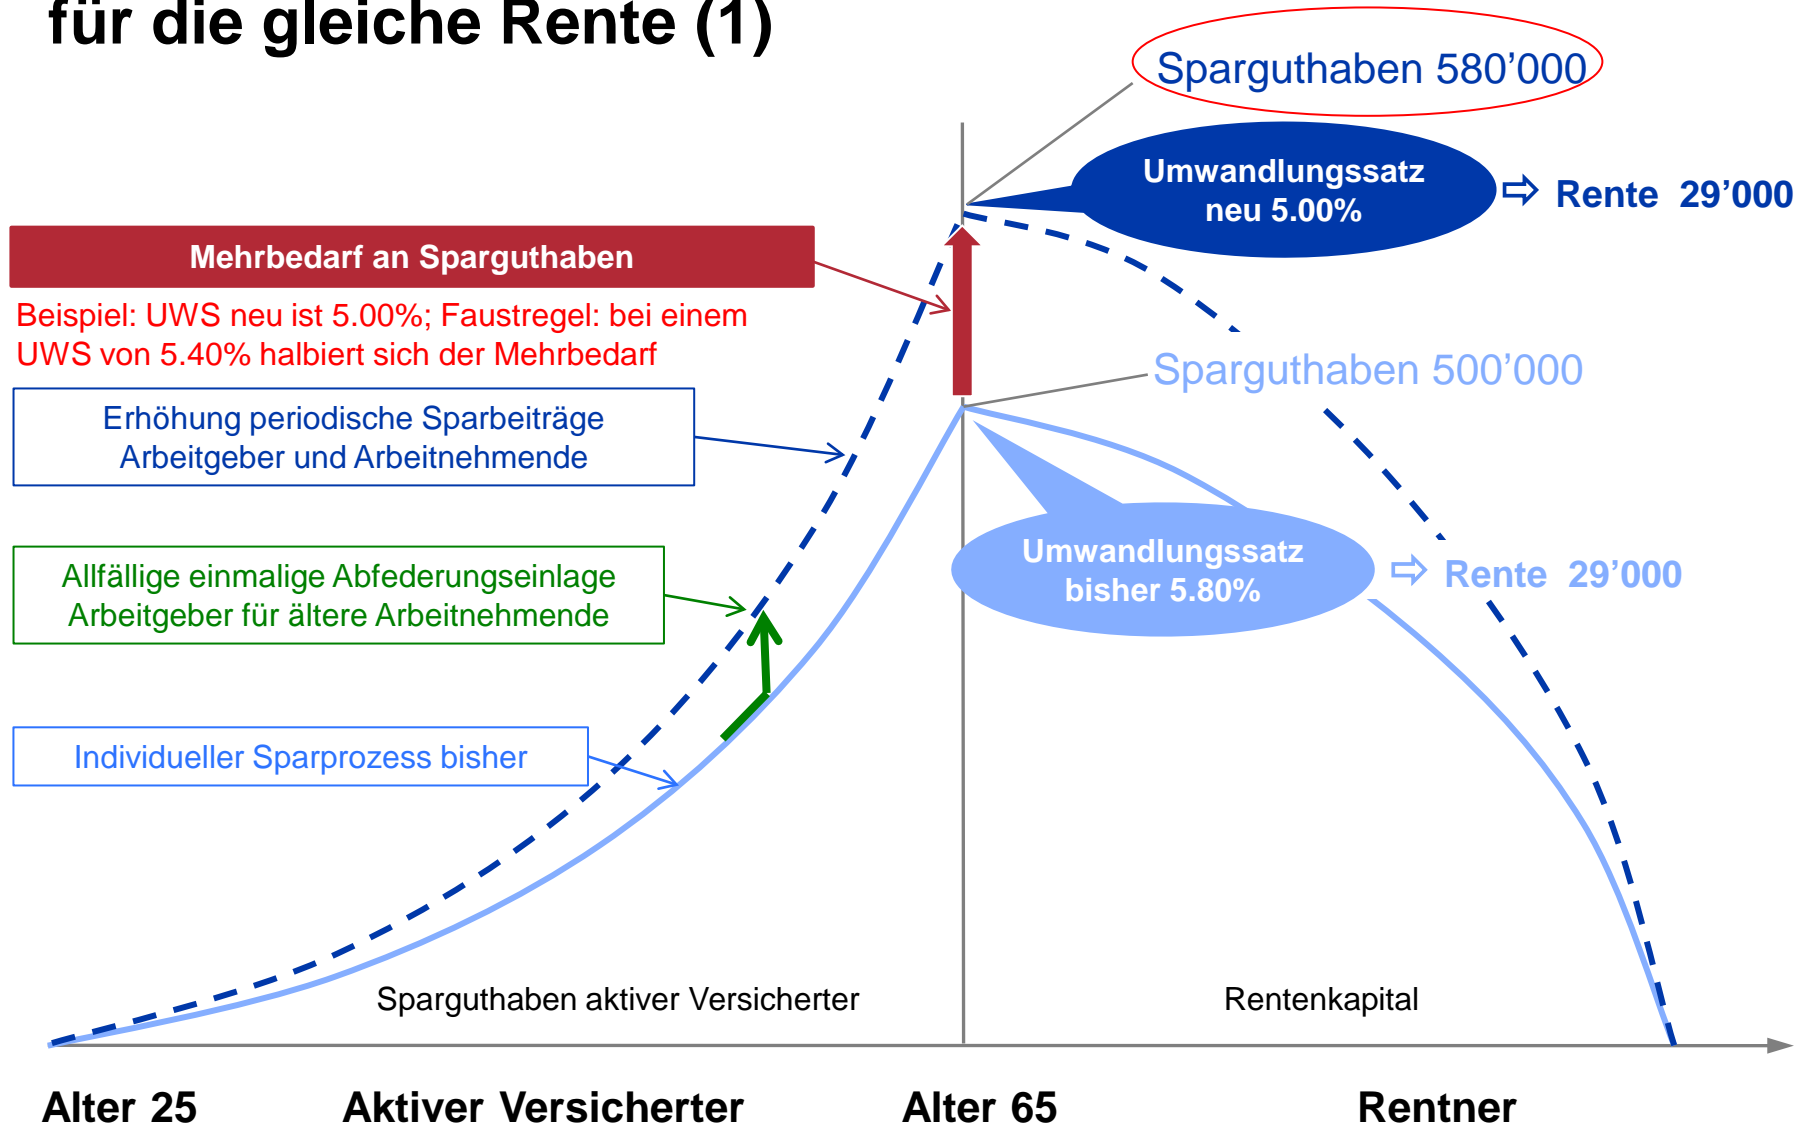 für die gleiche Rente (1)
Sparguthaben 580’000
Umwandlungssatz
neu 5.00%
Rente 29’000
Mehrbedarf an Sparguthaben
Beispiel: UWS neu ist 5.00%; Faustregel: bei einem
UWS von 5.40% halbiert sich der Mehrbedarf
Sparguthaben 500’000
Erhöhung periodische Sparbeiträge
Arbeitgeber und Arbeitnehmende
Umwandlungssatz
bisher 5.80%
Rente 29’000
Allfällige einmalige Abfederungseinlage
Arbeitgeber für ältere Arbeitnehmende
Individueller Sparprozess bisher
Sparguthaben aktiver Versicherter
Rentenkapital
Alter 25
Aktiver Versicherter
Alter 65
Rentner